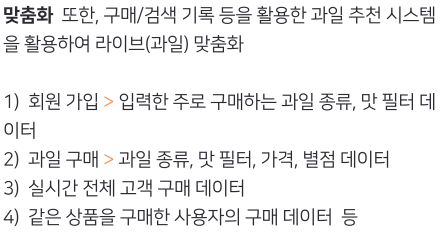 맞춤화  또한, 구매/검색 기록 등을 활용한 과일 추천 시스템
을 활용하여 라이브(과일) 맞춤화
1)  회원 가입 > 입력한 주로 구매하는 과일 종류, 맛 필터 데
이터
2)  과일 구매 > 과일 종류, 맛 필터, 가격, 별점 데이터
3)  실시간 전체 고객 구매 데이터
4)  같은 상품을 구매한 사용자의 구매 데이터  등